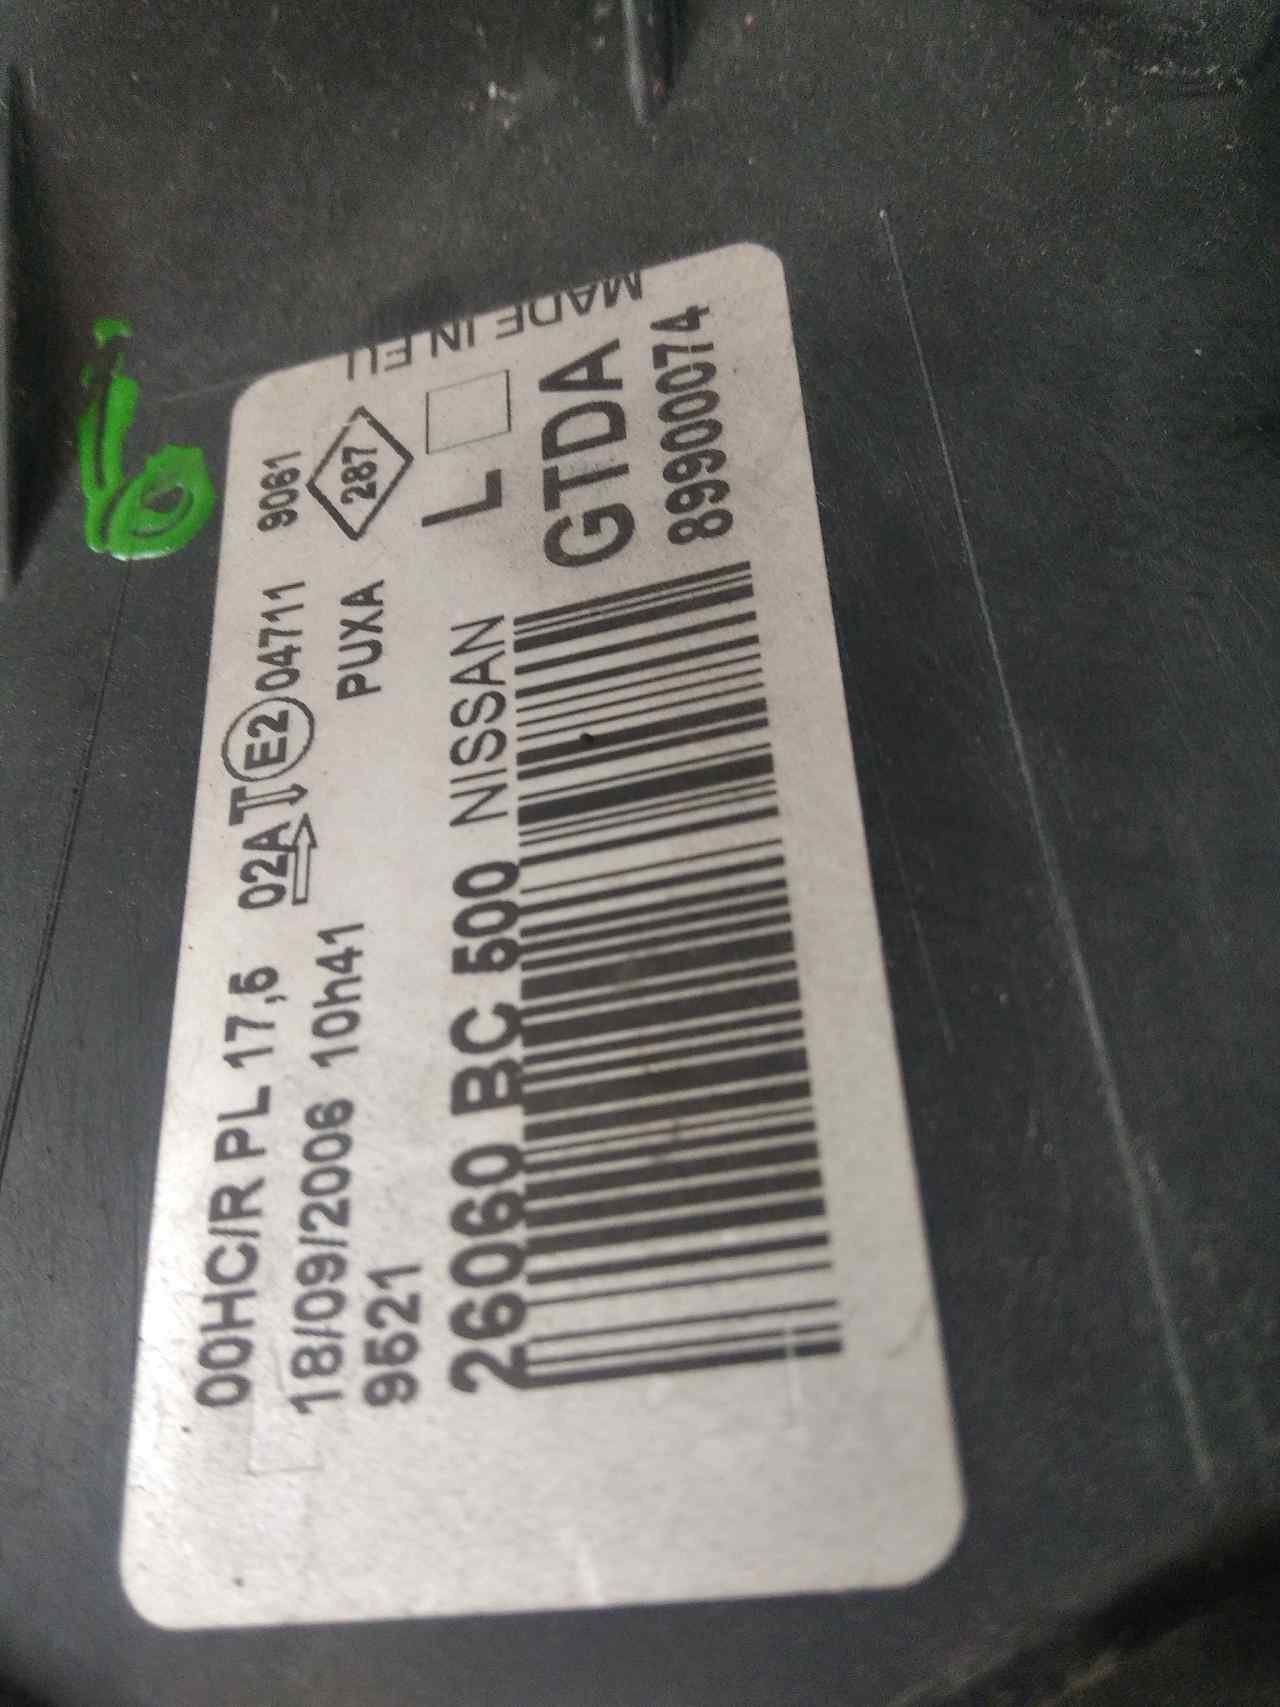 00HC/R PL 17,5 02A E2 04711 9061
18/09/2006 10h41 PUXA 287
9521 L
26060 BC 500 NISSAN GTDA
89900074
MADE IN EU